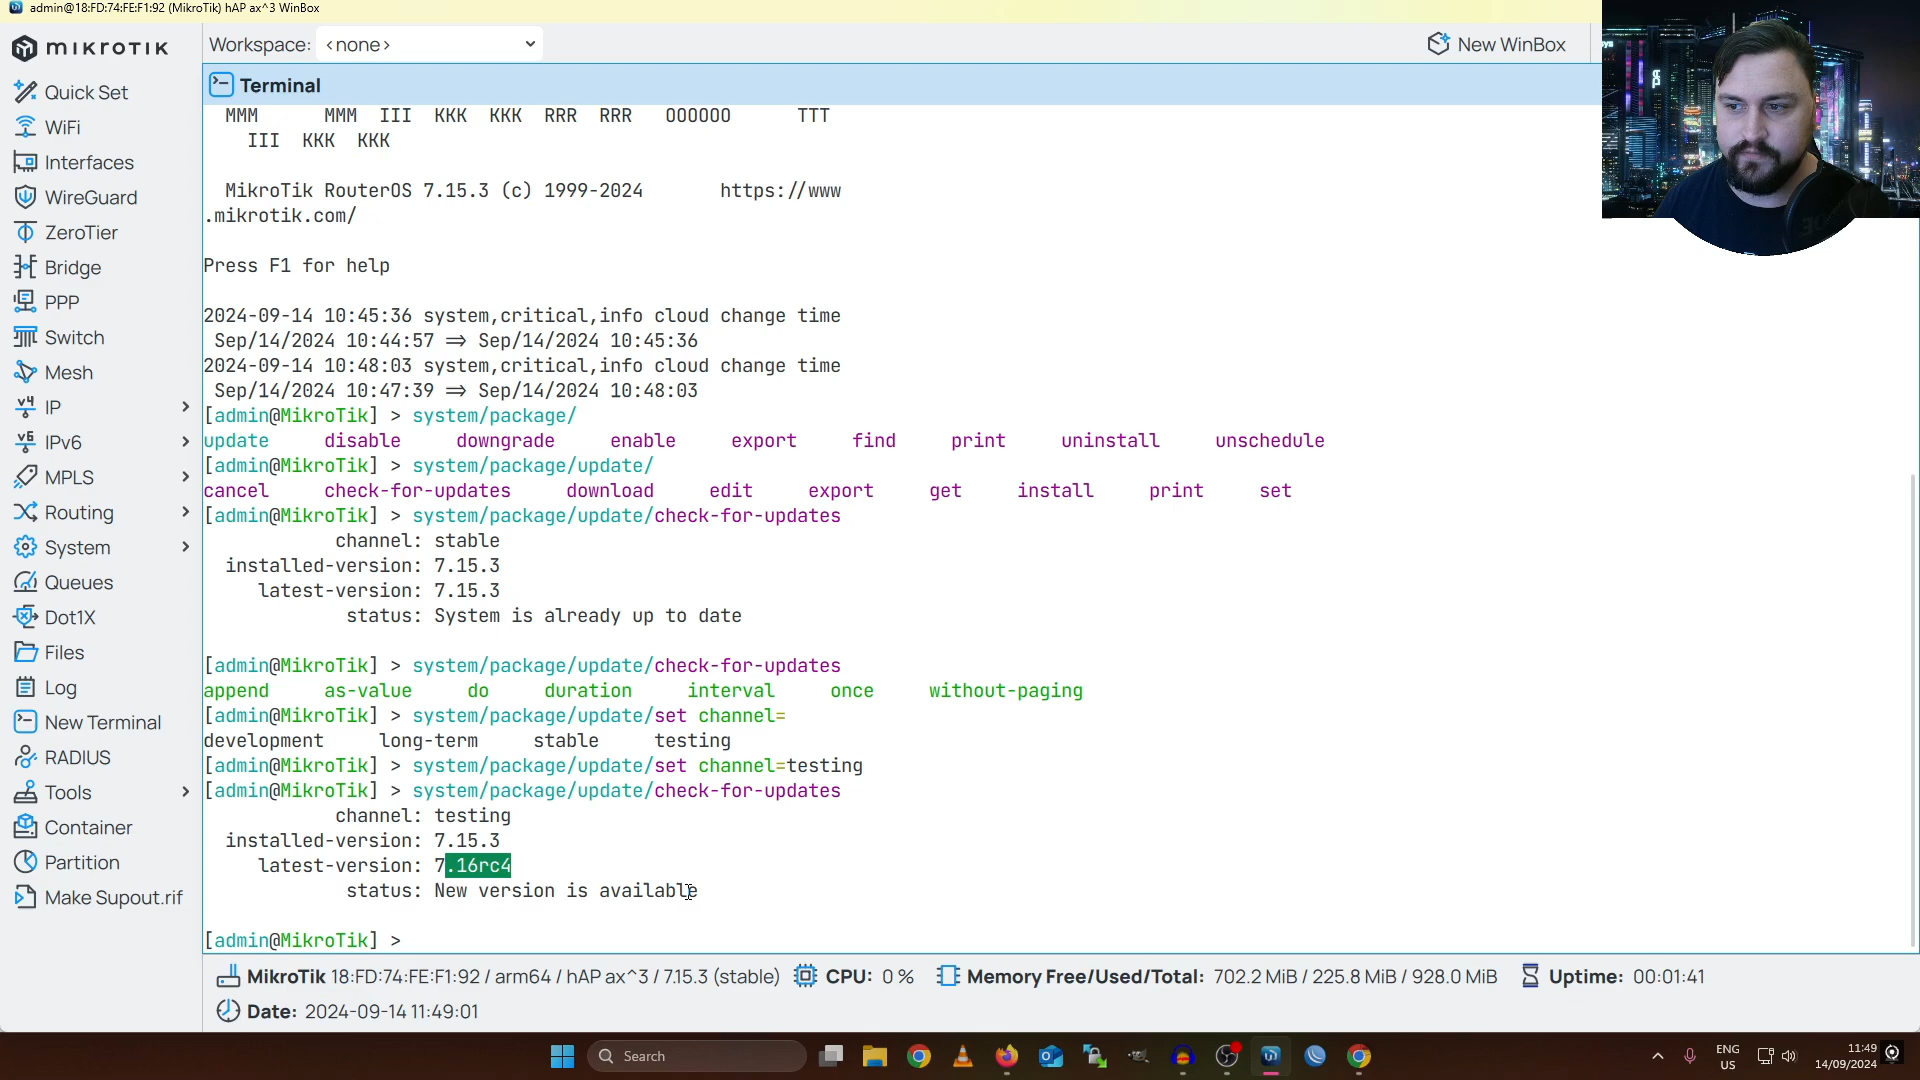 admin@18:FD:74:FE:F1:92 (MikroTik) hAP ax^3 WinBox
MIKROTIK
Workspace: <none>
New WinBox
Quick Set
WiFi
Interfaces
WireGuard
ZeroTier
Bridge
PPP
Switch
Mesh
IP
IPv6
MPLS
Routing
System
Queues
Dot1X
Files
Log
New Terminal
RADIUS
Tools
Container
Partition
Make Supout.rif
Terminal
MMM MMM III KKK KKK RRR RRR OOOOOO TTT
III KKK KKK
MikroTik RouterOS 7.15.3 (c) 1999-2024 https://www
.mikrotik.com/
Press F1 for help
2024-09-14 10:45:36 system,critical,info cloud change time
Sep/14/2024 10:44:57 => Sep/14/2024 10:45:36
2024-09-14 10:48:03 system,critical,info cloud change time
Sep/14/2024 10:47:39 => Sep/14/2024 10:48:03
[admin@MikroTik] > system/package/
update disable downgrade enable export find print uninstall unschedule
[admin@MikroTik] > system/package/update/
cancel check-for-updates download edit export get install print set
[admin@MikroTik] > system/package/update/check-for-updates
channel: stable
installed-version: 7.15.3
latest-version: 7.15.3
status: System is already up to date
[admin@MikroTik] > system/package/update/check-for-updates
append as-value do duration interval once without-paging
[admin@MikroTik] > system/package/update/set channel=
development long-term stable testing
[admin@MikroTik] > system/package/update/set channel=testing
[admin@MikroTik] > system/package/update/check-for-updates
channel: testing
installed-version: 7.15.3
latest-version: 7.16rc4
status: New version is available
[admin@MikroTik] >
MikroTik 18:FD:74:FE:F1:92 / arm64 / hAP ax^3 / 7.15.3 (stable) CPU: 0 % Memory Free/Used/Total: 702.2 MiB / 225.8 MiB / 928.0 MiB Uptime: 00:01:41
Date: 2024-09-14 11:49:01
Search
ENG
US
11:49
14/09/2024